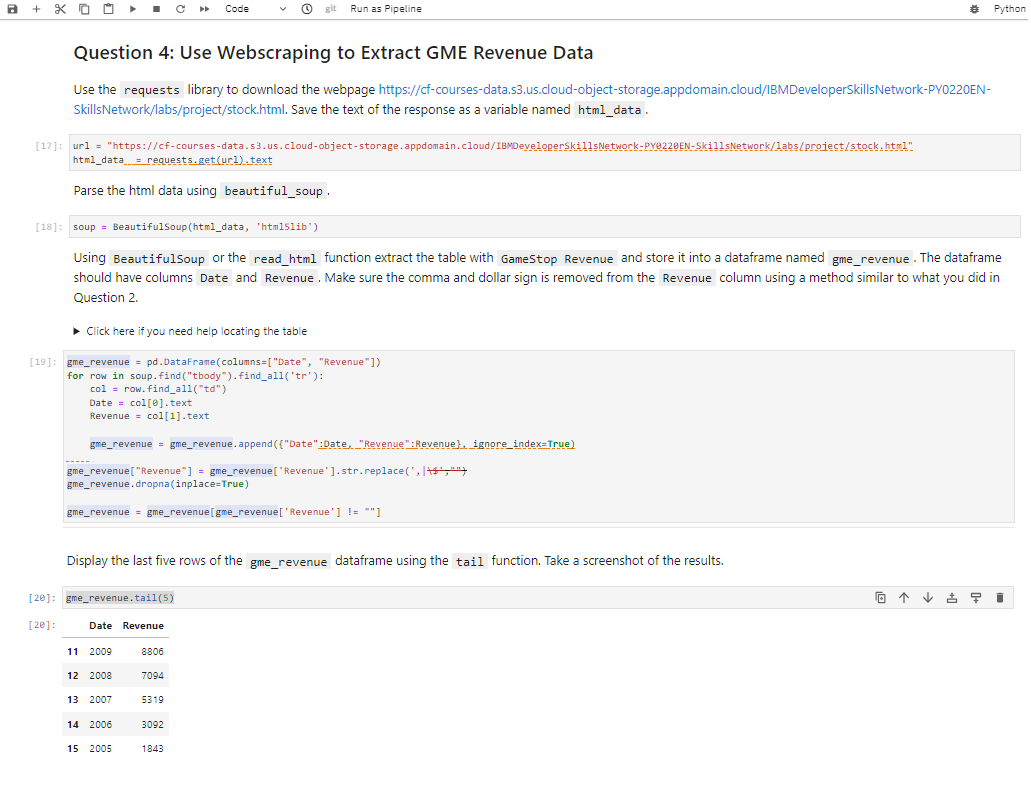 Code git Run as Pipeline Python
Question 4: Use Webscraping to Extract GME Revenue Data
Use the requests library to download the webpage https://cf-courses-data.s3.us.cloud-object-storage.appdomain.cloud/IBMDeveloperSkillsNetwork-PY0220EN-
SkillsNetwork/labs/project/stock.html. Save the text of the response as a variable named html_data.
[17]: url = "https://cf-courses-data.s3.us.cloud-object-storage.appdomain.cloud/IBMDeveloperSkillsNetwork-PY0220EN-SkillsNetwork/labs/project/stock.html"
html_data  = requests.get(url).text
Parse the html data using beautiful_soup.
[18]: soup = BeautifulSoup(html_data, 'html5lib')
Using BeautifulSoup or the read_html function extract the table with GameStop Revenue and store it into a dataframe named gme_revenue. The dataframe
should have columns Date and Revenue. Make sure the comma and dollar sign is removed from the Revenue column using a method similar to what you did in
Question 2.
▶ Click here if you need help locating the table
[19]: gme_revenue = pd.DataFrame(columns=["Date", "Revenue"])
for row in soup.find("tbody").find_all('tr'):
    col = row.find_all("td")
    Date = col[0].text
    Revenue = col[1].text
    gme_revenue = gme_revenue.append({"Date":Date, "Revenue":Revenue}, ignore_index=True)
gme_revenue["Revenue"] = gme_revenue['Revenue'].str.replace(',|\$',"")
gme_revenue.dropna(inplace=True)
gme_revenue = gme_revenue[gme_revenue['Revenue'] != ""]
Display the last five rows of the gme_revenue dataframe using the tail function. Take a screenshot of the results.
[20]: gme_revenue.tail(5)
[20]: Date Revenue
11 2009 8806
12 2008 7094
13 2007 5319
14 2006 3092
15 2005 1843